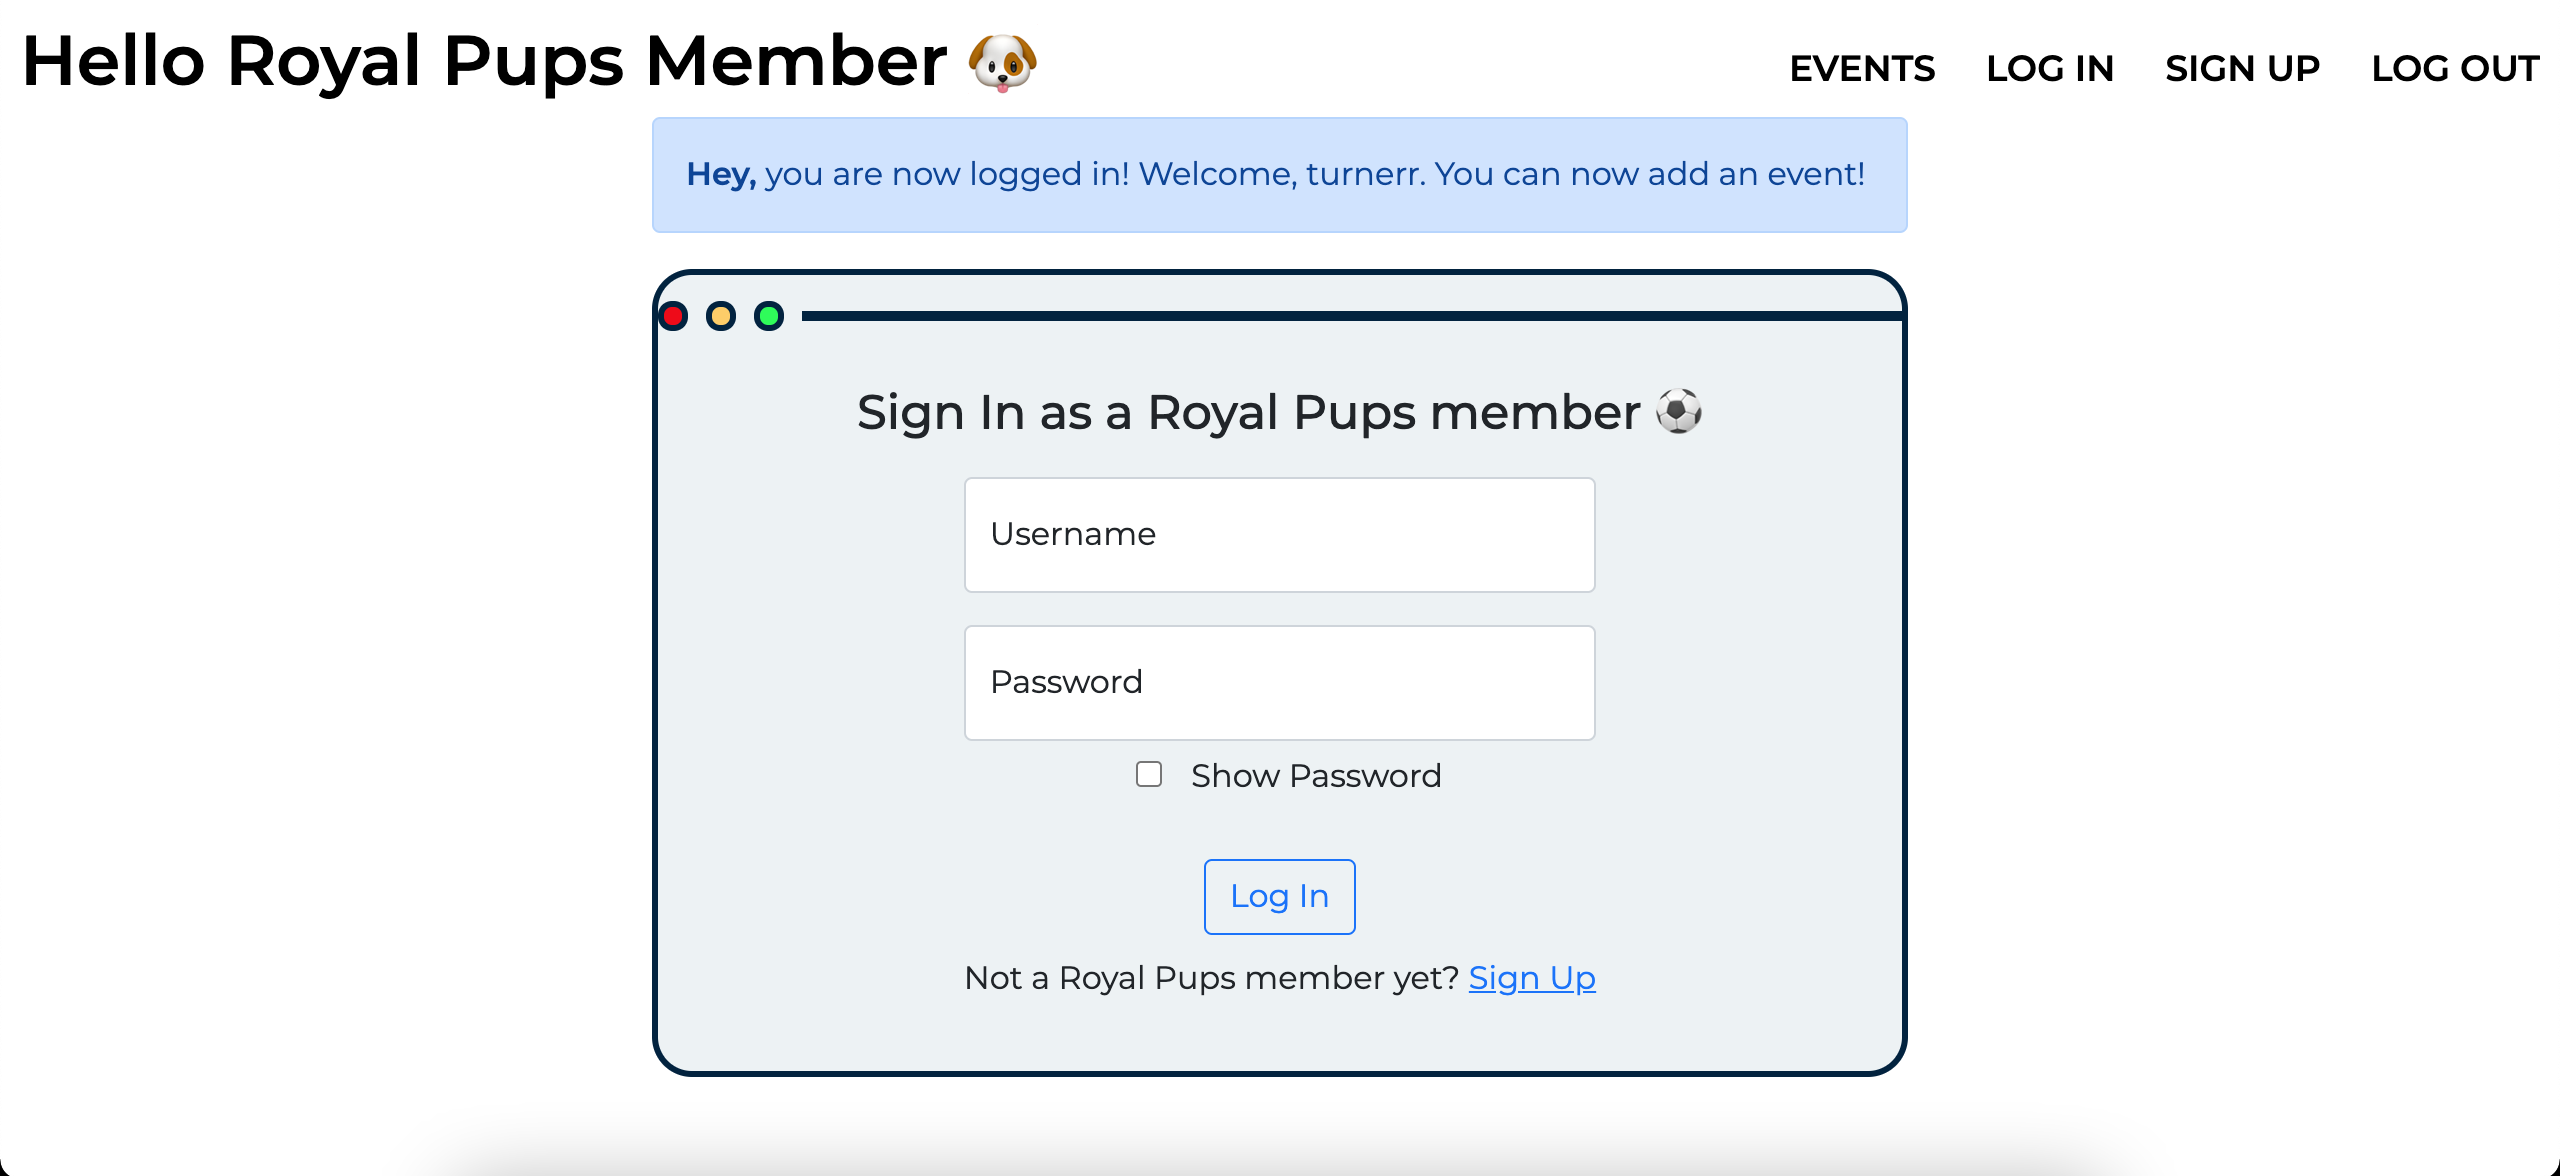 Hello Royal Pups Member 🐶
EVENTS LOG IN SIGN UP LOG OUT
Hey, you are now logged in! Welcome, turnerr. You can now add an event!
Sign In as a Royal Pups member ⚽
Username
Password
Show Password
Log In
Not a Royal Pups member yet? Sign Up